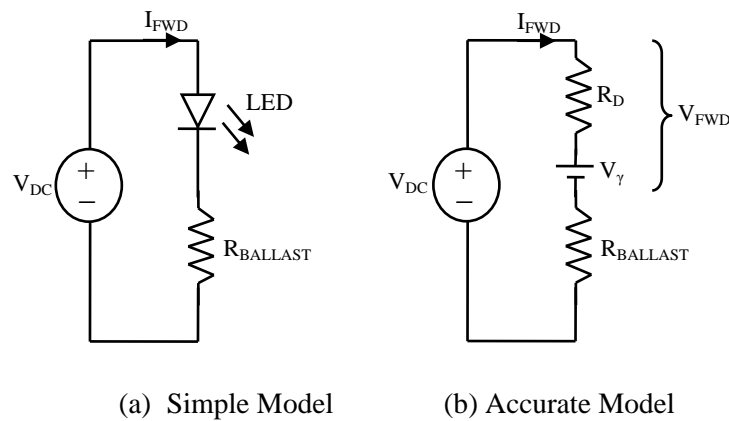 I_FWD
LED
V_DC
+
−
R_BALLAST
(a) Simple Model
I_FWD
R_D
V_FWD
V_γ
V_DC
+
−
R_BALLAST
(b) Accurate Model